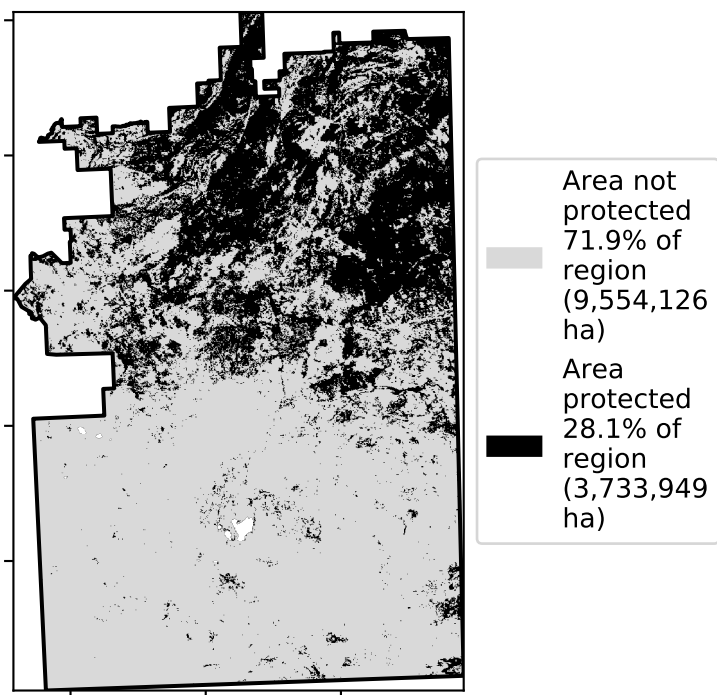 Area not
protected
71.9% of
region
(9,554,126
ha)
Area
protected
28.1% of
region
(3,733,949
ha)